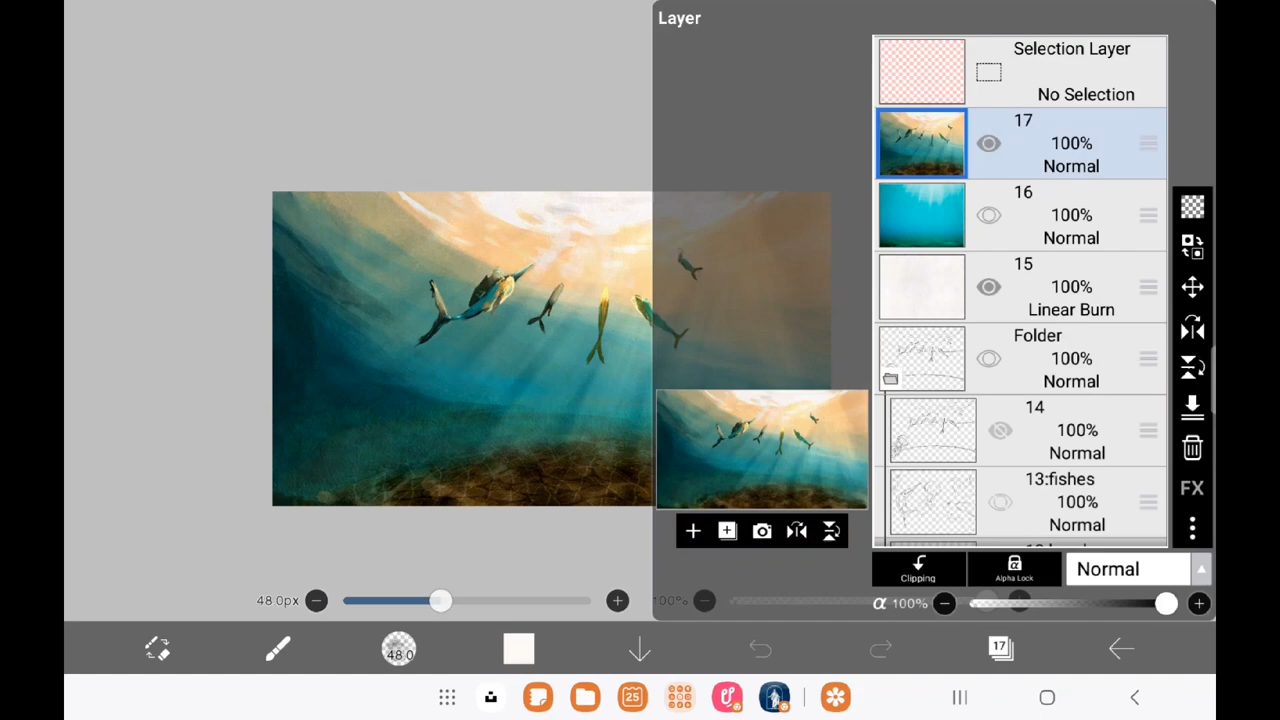 Layer
Selection Layer
No Selection
17
100%
Normal
16
100%
Normal
15
100%
Linear Burn
Folder
100%
Normal
14
100%
Normal
13:fishes
100%
Normal
FX
Clipping
Alpha Lock
Normal
48.0px
100%
α 100%
48.0
17
25